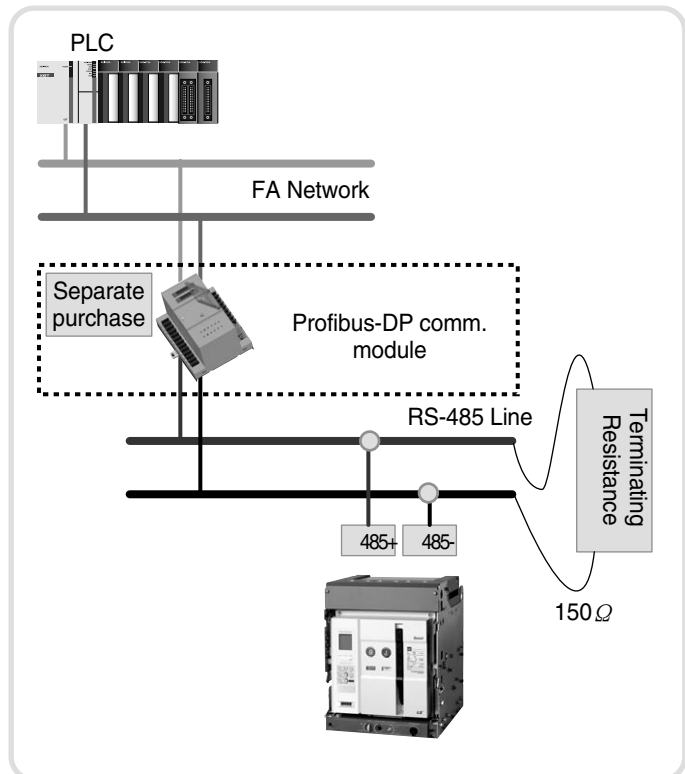 PLC
FA Network
Separate
purchase
Profibus-DP comm.
module
RS-485 Line
Terminating
Resistance
485+
485-
150Ω